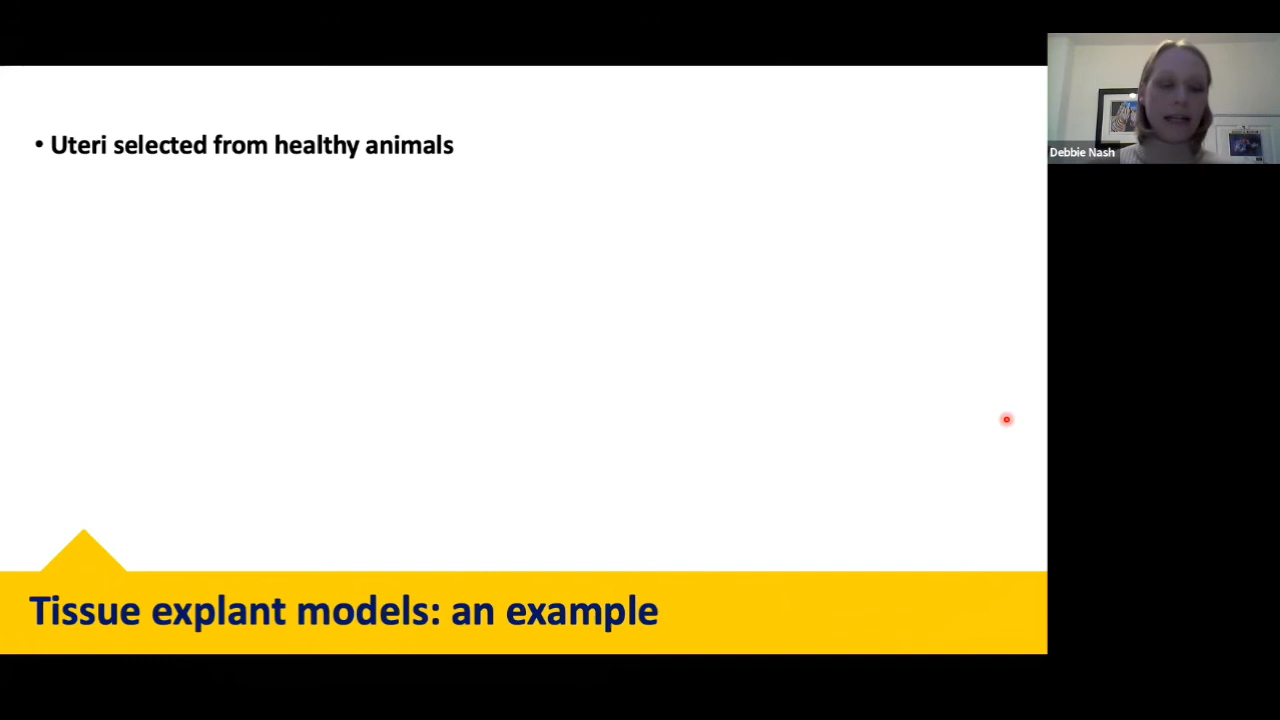 • Uteri selected from healthy animals
Debbie Nash
Tissue explant models: an example